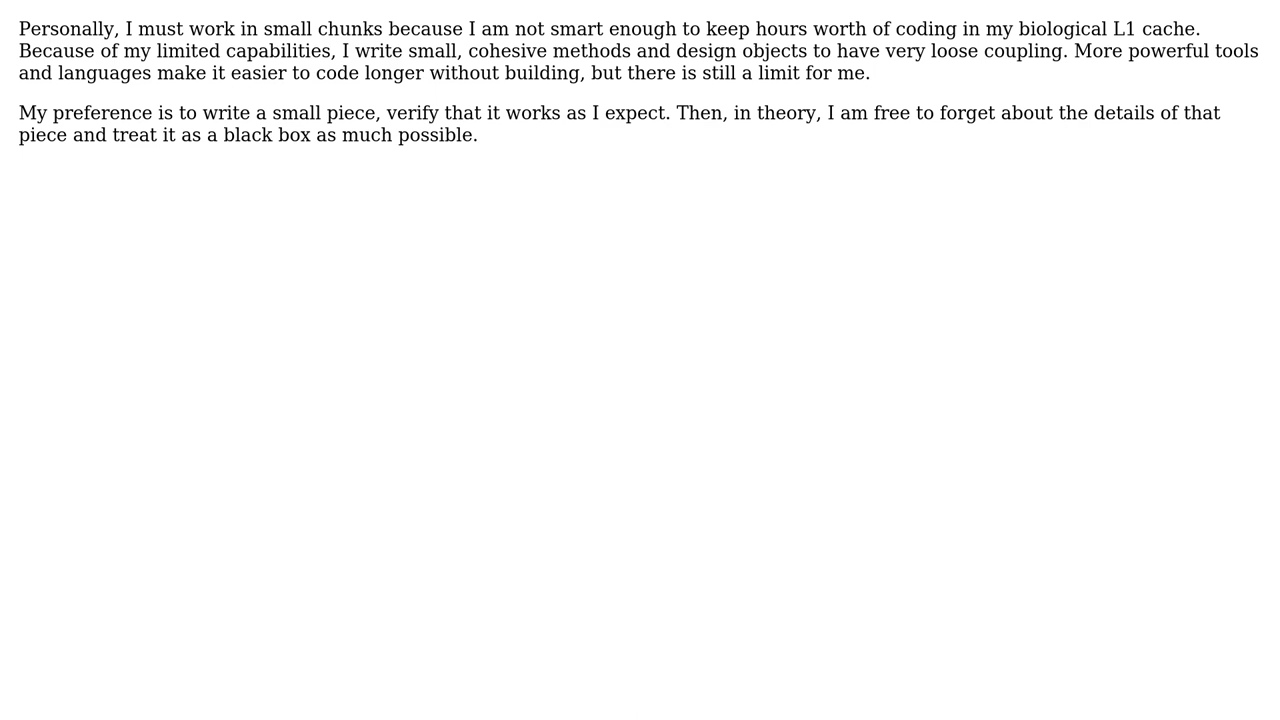 Personally, I must work in small chunks because I am not smart enough to keep hours worth of coding in my biological L1 cache.
Because of my limited capabilities, I write small, cohesive methods and design objects to have very loose coupling. More powerful tools
and languages make it easier to code longer without building, but there is still a limit for me.
My preference is to write a small piece, verify that it works as I expect. Then, in theory, I am free to forget about the details of that
piece and treat it as a black box as much possible.